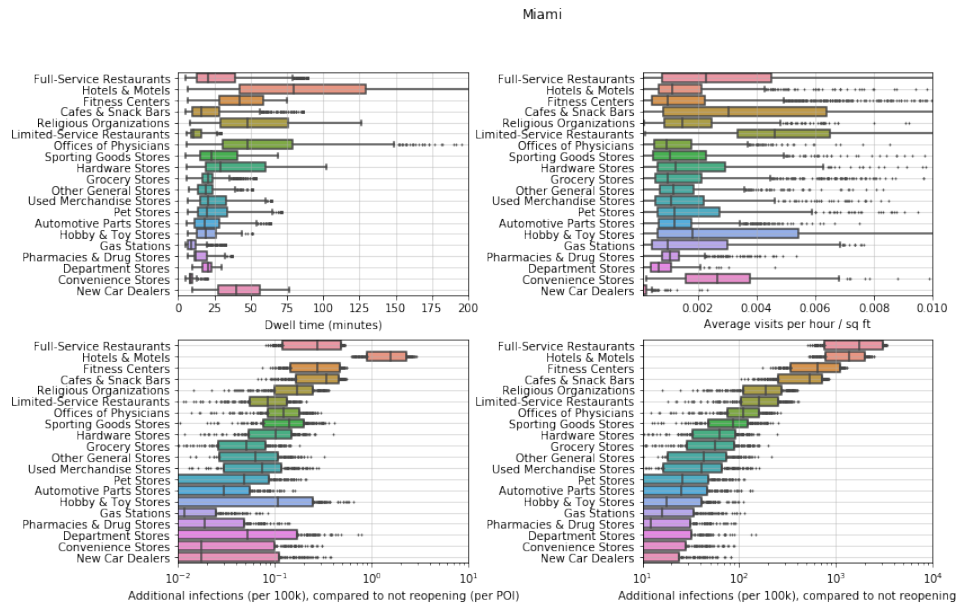 Miami
Full-Service Restaurants
Hotels & Motels
Fitness Centers
Cafes & Snack Bars
Religious Organizations
Limited-Service Restaurants
Offices of Physicians
Sporting Goods Stores
Hardware Stores
Grocery Stores
Other General Stores
Used Merchandise Stores
Pet Stores
Automotive Parts Stores
Hobby & Toy Stores
Gas Stations
Pharmacies & Drug Stores
Department Stores
Convenience Stores
New Car Dealers
0 25 50 75 100 125 150 175 200
Dwell time (minutes)
Full-Service Restaurants
Hotels & Motels
Fitness Centers
Cafes & Snack Bars
Religious Organizations
Limited-Service Restaurants
Offices of Physicians
Sporting Goods Stores
Hardware Stores
Grocery Stores
Other General Stores
Used Merchandise Stores
Pet Stores
Automotive Parts Stores
Hobby & Toy Stores
Gas Stations
Pharmacies & Drug Stores
Department Stores
Convenience Stores
New Car Dealers
0.002 0.004 0.006 0.008 0.010
Average visits per hour / sq ft
Full-Service Restaurants
Hotels & Motels
Fitness Centers
Cafes & Snack Bars
Religious Organizations
Limited-Service Restaurants
Offices of Physicians
Sporting Goods Stores
Hardware Stores
Grocery Stores
Other General Stores
Used Merchandise Stores
Pet Stores
Automotive Parts Stores
Hobby & Toy Stores
Gas Stations
Pharmacies & Drug Stores
Department Stores
Convenience Stores
New Car Dealers
10⁻² 10⁻¹ 10⁰ 10¹
Additional infections (per 100k), compared to not reopening (per POI)
Full-Service Restaurants
Hotels & Motels
Fitness Centers
Cafes & Snack Bars
Religious Organizations
Limited-Service Restaurants
Offices of Physicians
Sporting Goods Stores
Hardware Stores
Grocery Stores
Other General Stores
Used Merchandise Stores
Pet Stores
Automotive Parts Stores
Hobby & Toy Stores
Gas Stations
Pharmacies & Drug Stores
Department Stores
Convenience Stores
New Car Dealers
10¹ 10² 10³ 10⁴
Additional infections (per 100k), compared to not reopening